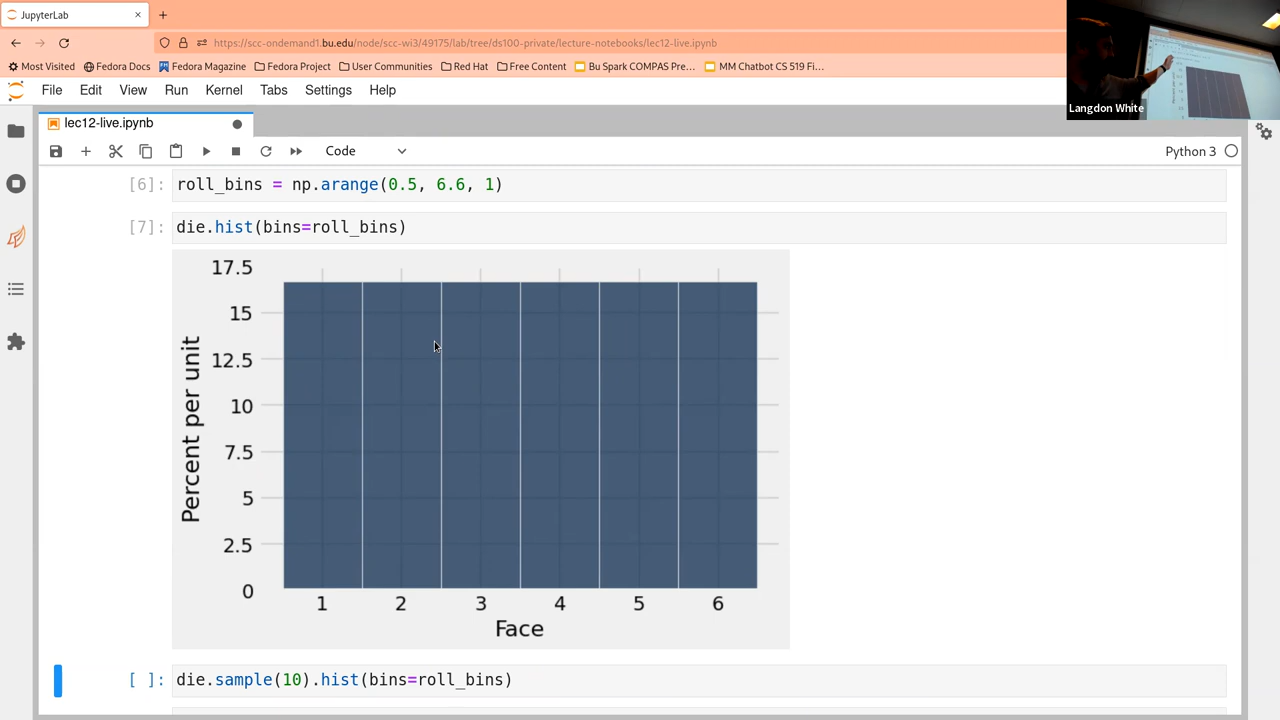 JupyterLab
https://scc-ondemand1.bu.edu/node/scc-wi3/49175/lab/tree/ds100-private/lecture-notebooks/lec12-live.ipynb
Most Visited Fedora Docs Fedora Magazine Fedora Project User Communities Red Hat Free Content Bu Spark COMPAS Pre… MM Chatbot CS 519 Fi…
Langdon White
File Edit View Run Kernel Tabs Settings Help
lec12-live.ipynb
Code
Python 3
[6]: roll_bins = np.arange(0.5, 6.6, 1)
[7]: die.hist(bins=roll_bins)
17.5
15
12.5
10
7.5
5
2.5
0
Percent per unit
1 2 3 4 5 6
Face
[ ]: die.sample(10).hist(bins=roll_bins)